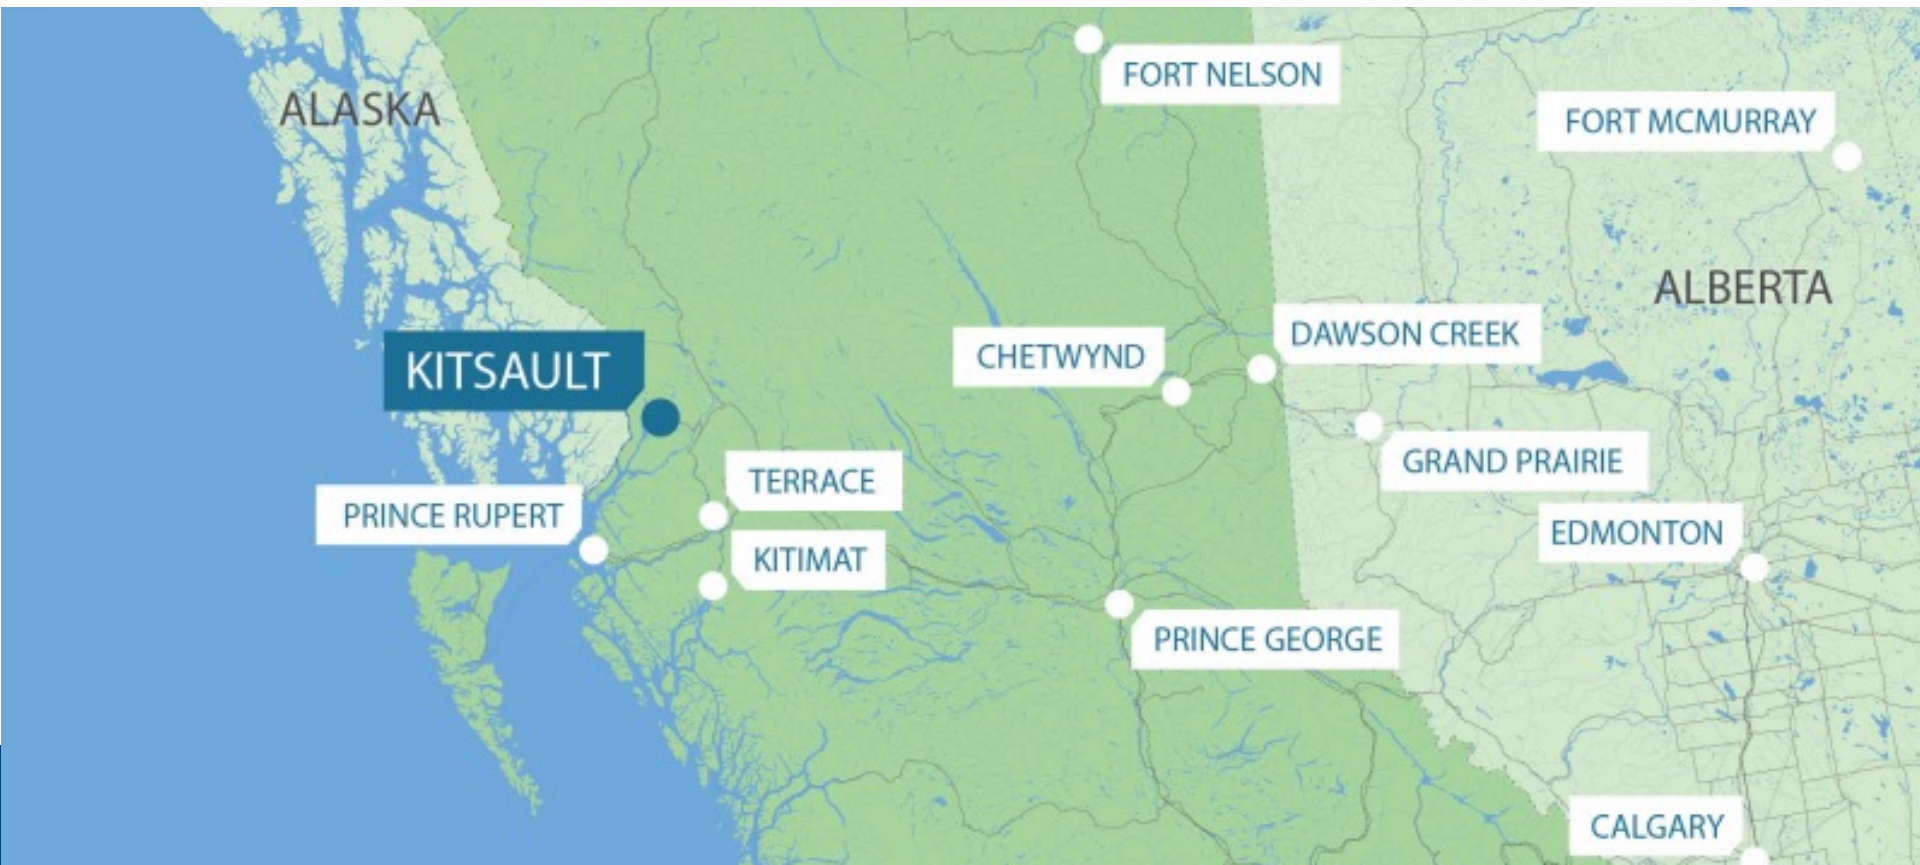 FORT NELSON
ALASKA
FORT MCMURRAY
ALBERTA
DAWSON CREEK
CHETWYND
KITSAULT
GRAND PRAIRIE
TERRACE
PRINCE RUPERT
EDMONTON
KITIMAT
PRINCE GEORGE
CALGARY